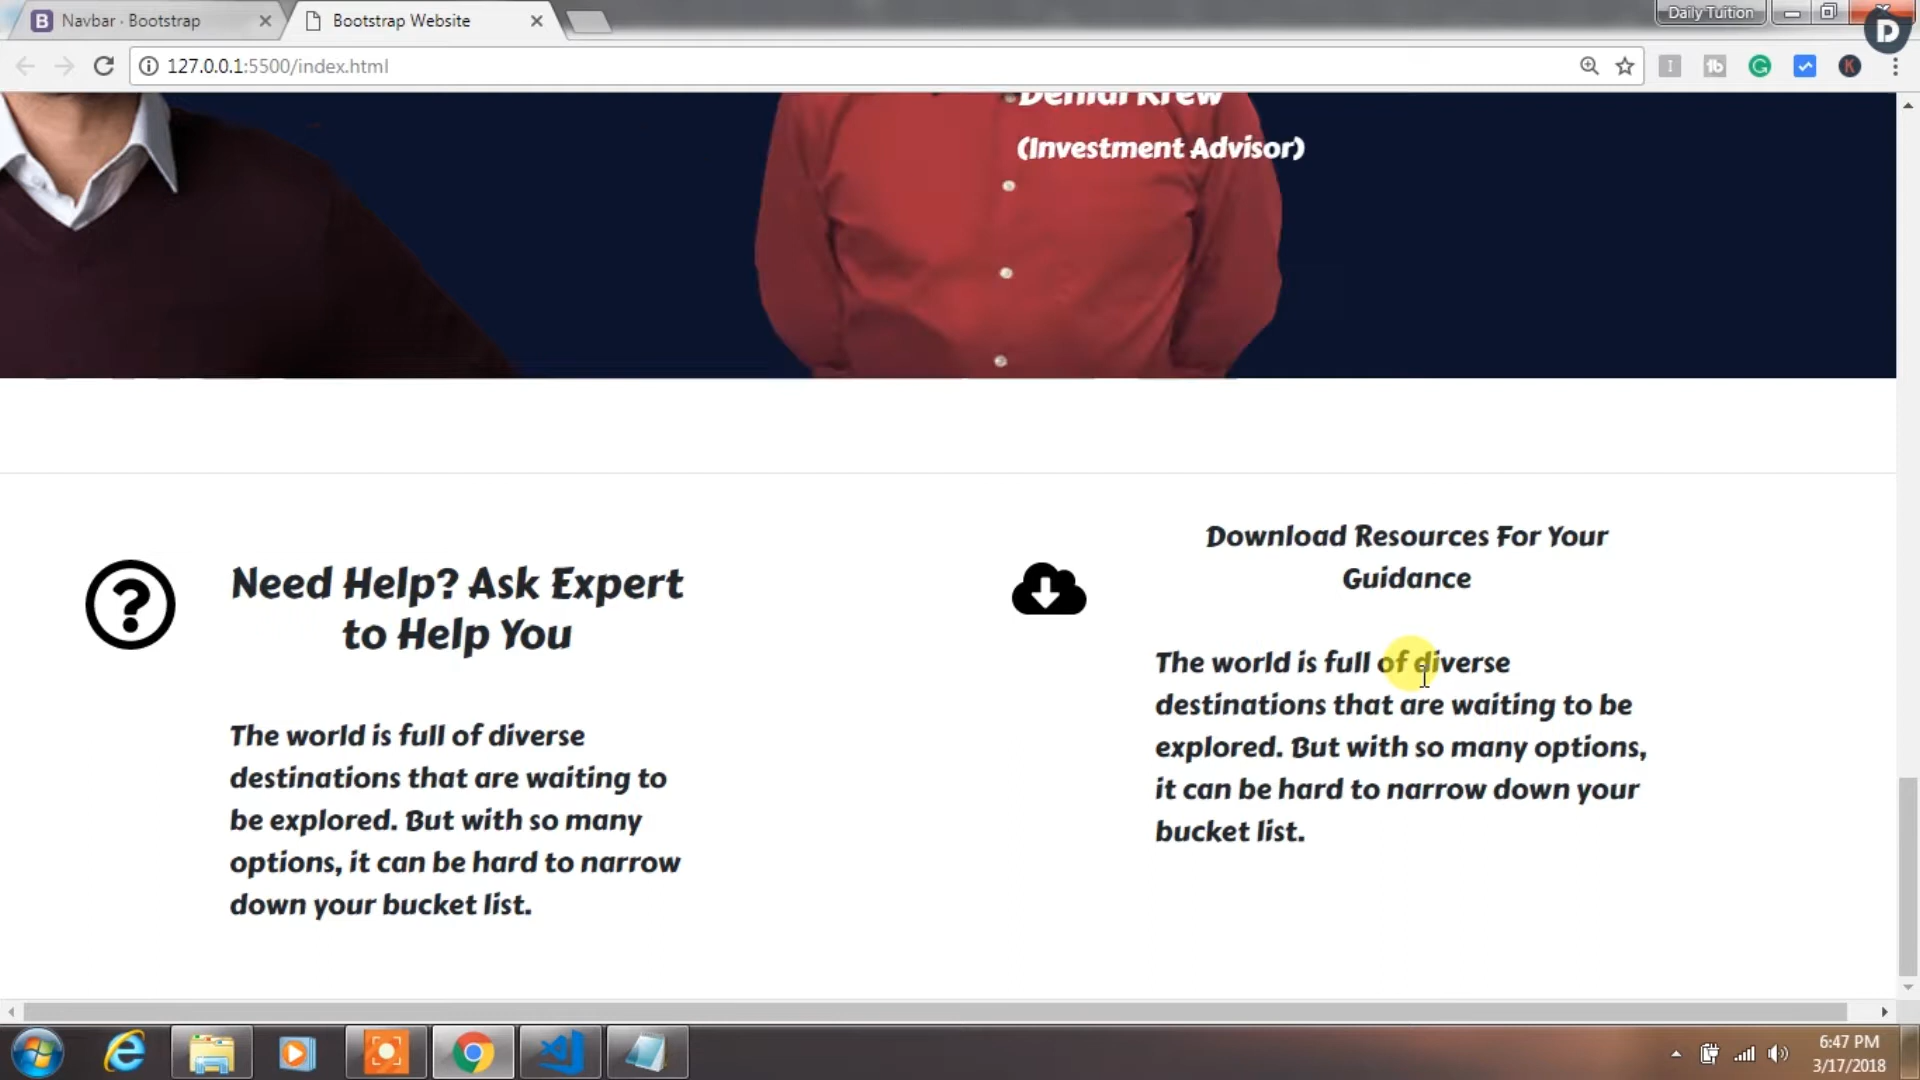 Navbar · Bootstrap
Bootstrap Website
Daily Tuition
D
127.0.0.1:5500/index.html
Denial Krew
(Investment Advisor)
Need Help? Ask Expert
to Help You
The world is full of diverse
destinations that are waiting to
be explored. But with so many
options, it can be hard to narrow
down your bucket list.
Download Resources For Your
Guidance
The world is full of diverse
destinations that are waiting to be
explored. But with so many options,
it can be hard to narrow down your
bucket list.
6:47 PM
3/17/2018